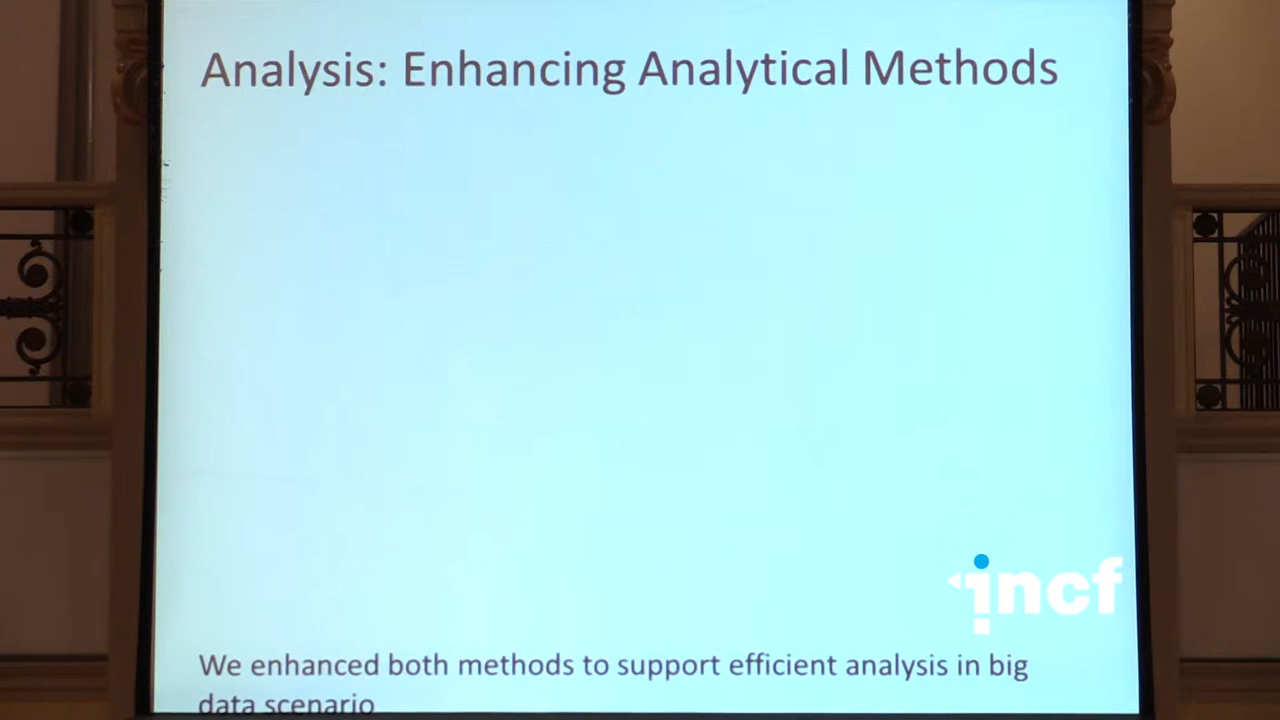 Analysis: Enhancing Analytical Methods
incf
We enhanced both methods to support efficient analysis in big
data scenario